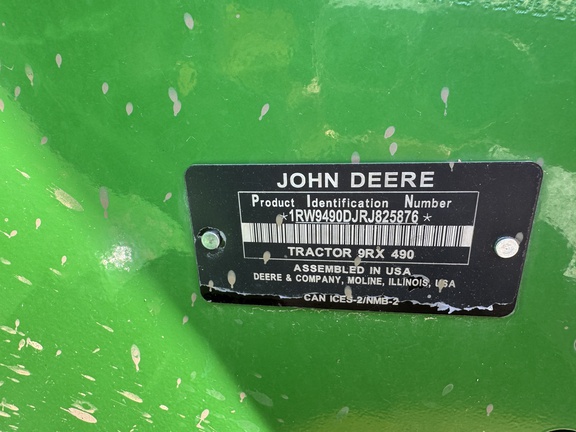 JOHN DEERE
Product Identification Number
*1RW9490DJRJ825876*
TRACTOR 9RX 490
ASSEMBLED IN USA
DEERE & COMPANY, MOLINE, ILLINOIS, USA
CAN ICES-2/NMB-2